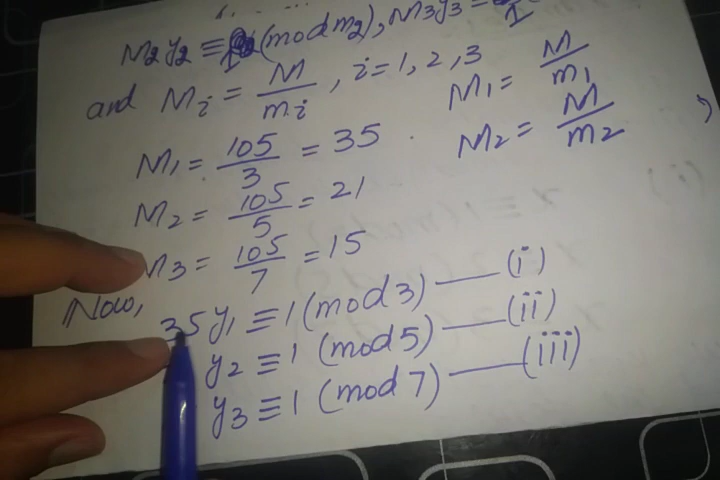 M₂y₂ ≡ 1 (mod m₂), M₃y₃ ≡ 1
and Mᵢ = M/mᵢ , i = 1, 2, 3
M₁ = M/m₁
M₁ = 105/3 = 35
M₂ = M/m₂ ,
M₂ = 105/5 = 21
M₃ = 105/7 = 15
Now,
35y₁ ≡ 1 (mod 3) —— (i)
y₂ ≡ 1 (mod 5) —— (ii)
y₃ ≡ 1 (mod 7) —— (iii)